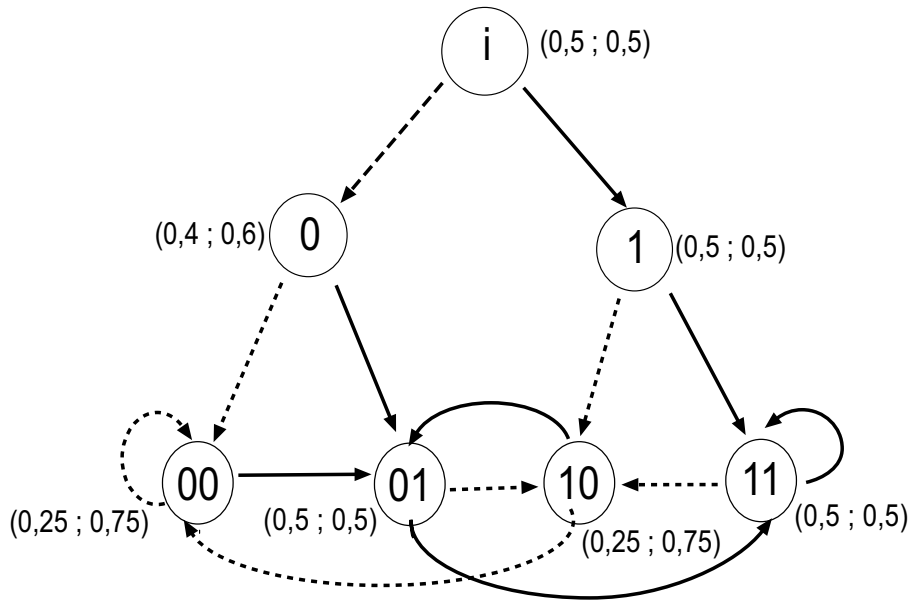 i (0,5 ; 0,5)
(0,4 ; 0,6) 0 1 (0,5 ; 0,5)
00 01 10 11
(0,25 ; 0,75) (0,5 ; 0,5) (0,25 ; 0,75) (0,5 ; 0,5)